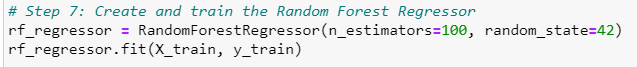 # Step 7: Create and train the Random Forest Regressor
rf_regressor = RandomForestRegressor(n_estimators=100, random_state=42)
rf_regressor.fit(X_train, y_train)